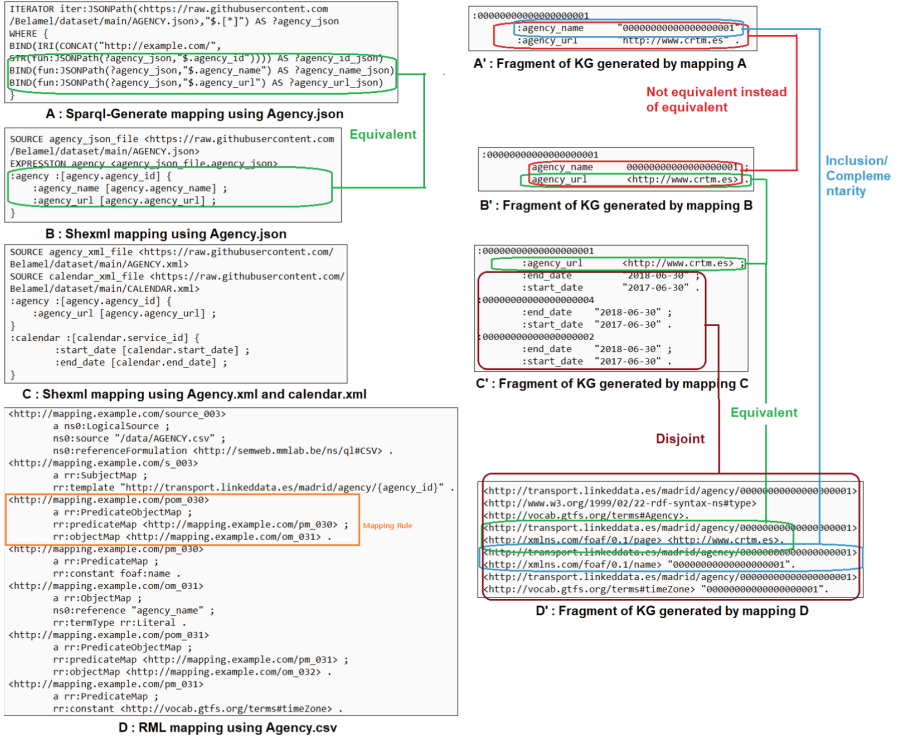 ITERATOR iter:JSONPath(<https://raw.githubusercontent.com
/Belamel/dataset/main/AGENCY.json>,"$.[*]") AS ?agency_json
WHERE {
BIND(IRI(CONCAT("http://example.com/",
STR(fun:JSONPath(?agency_json,"$.agency_id")))) AS ?agency_id_json)
BIND(fun:JSONPath(?agency_json,"$.agency_name") AS ?agency_name_json)
BIND(fun:JSONPath(?agency_json,"$.agency_url") AS ?agency_url_json)
}
A : Sparql-Generate mapping using Agency.json
Equivalent
SOURCE agency_json_file <https://raw.githubusercontent.com
/Belamel/dataset/main/AGENCY.json>
EXPRESSION agency <agency_json_file.agency_json>
:agency :[agency.agency_id] {
:agency_name [agency.agency_name] ;
:agency_url [agency.agency_url] ;
}
B : Shexml mapping using Agency.json
SOURCE agency_xml_file <https://raw.githubusercontent.com/
Belamel/dataset/main/AGENCY.xml>
SOURCE calendar_xml_file <https://raw.githubusercontent.com/
Belamel/dataset/main/CALENDAR.xml>
:agency :[agency.agency_id] {
:agency_url [agency.agency_url] ;
}
:calendar :[calendar.service_id] {
:start_date [calendar.start_date] ;
:end_date [calendar.end_date] ;
}
C : Shexml mapping using Agency.xml and calendar.xml
<http://mapping.example.com/source_003>
a ns0:LogicalSource ;
ns0:source "/data/AGENCY.csv" ;
ns0:referenceFormulation <http://semweb.mmlab.be/ns/ql#CSV> .
<http://mapping.example.com/s_003>
a rr:SubjectMap ;
rr:template "http://transport.linkeddata.es/madrid/agency/{agency_id}" .
<http://mapping.example.com/pom_030>
a rr:PredicateObjectMap ;
rr:predicateMap <http://mapping.example.com/pm_030> ;
rr:objectMap <http://mapping.example.com/om_031> .
Mapping Rule
<http://mapping.example.com/pm_030>
a rr:PredicateMap ;
rr:constant foaf:name .
<http://mapping.example.com/om_031>
a rr:ObjectMap ;
ns0:reference "agency_name" ;
rr:termType rr:Literal .
<http://mapping.example.com/pom_031>
a rr:PredicateObjectMap ;
rr:predicateMap <http://mapping.example.com/pm_031> ;
rr:objectMap <http://mapping.example.com/om_032> .
<http://mapping.example.com/pm_031>
a rr:PredicateMap ;
rr:constant <http://vocab.gtfs.org/terms#timeZone> .
D : RML mapping using Agency.csv
:00000000000000000001
:agency_name "00000000000000000001"
:agency_url "http://www.crtm.es" .
A' : Fragment of KG generated by mapping A
Not equivalent instead
of equivalent
:00000000000000000001
agency_name 00000000000000000001 ;
agency_url <http://www.crtm.es> .
B' : Fragment of KG generated by mapping B
Inclusion/
Compleme
ntarity
:00000000000000000001
:agency_url <http://www.crtm.es> ;
:end_date "2018-06-30" ;
:start_date "2017-06-30" .
:00000000000000000004
:end_date "2018-06-30" ;
:start_date "2017-06-30" .
:00000000000000000002
:end_date "2018-06-30" ;
:start_date "2017-06-30" .
C' : Fragment of KG generated by mapping C
Equivalent
Disjoint
<http://transport.linkeddata.es/madrid/agency/00000000000000000001>
<http://www.w3.org/1999/02/22-rdf-syntax-ns#type>
<http://vocab.gtfs.org/terms#Agency>.
<http://transport.linkeddata.es/madrid/agency/00000000000000000001>
<http://xmlns.com/foaf/0.1/page> <http://www.crtm.es>.
<http://transport.linkeddata.es/madrid/agency/00000000000000000001>
<http://xmlns.com/foaf/0.1/name> "00000000000000000001".
<http://transport.linkeddata.es/madrid/agency/00000000000000000001>
<http://vocab.gtfs.org/terms#timeZone> "00000000000000000001".
D' : Fragment of KG generated by mapping D